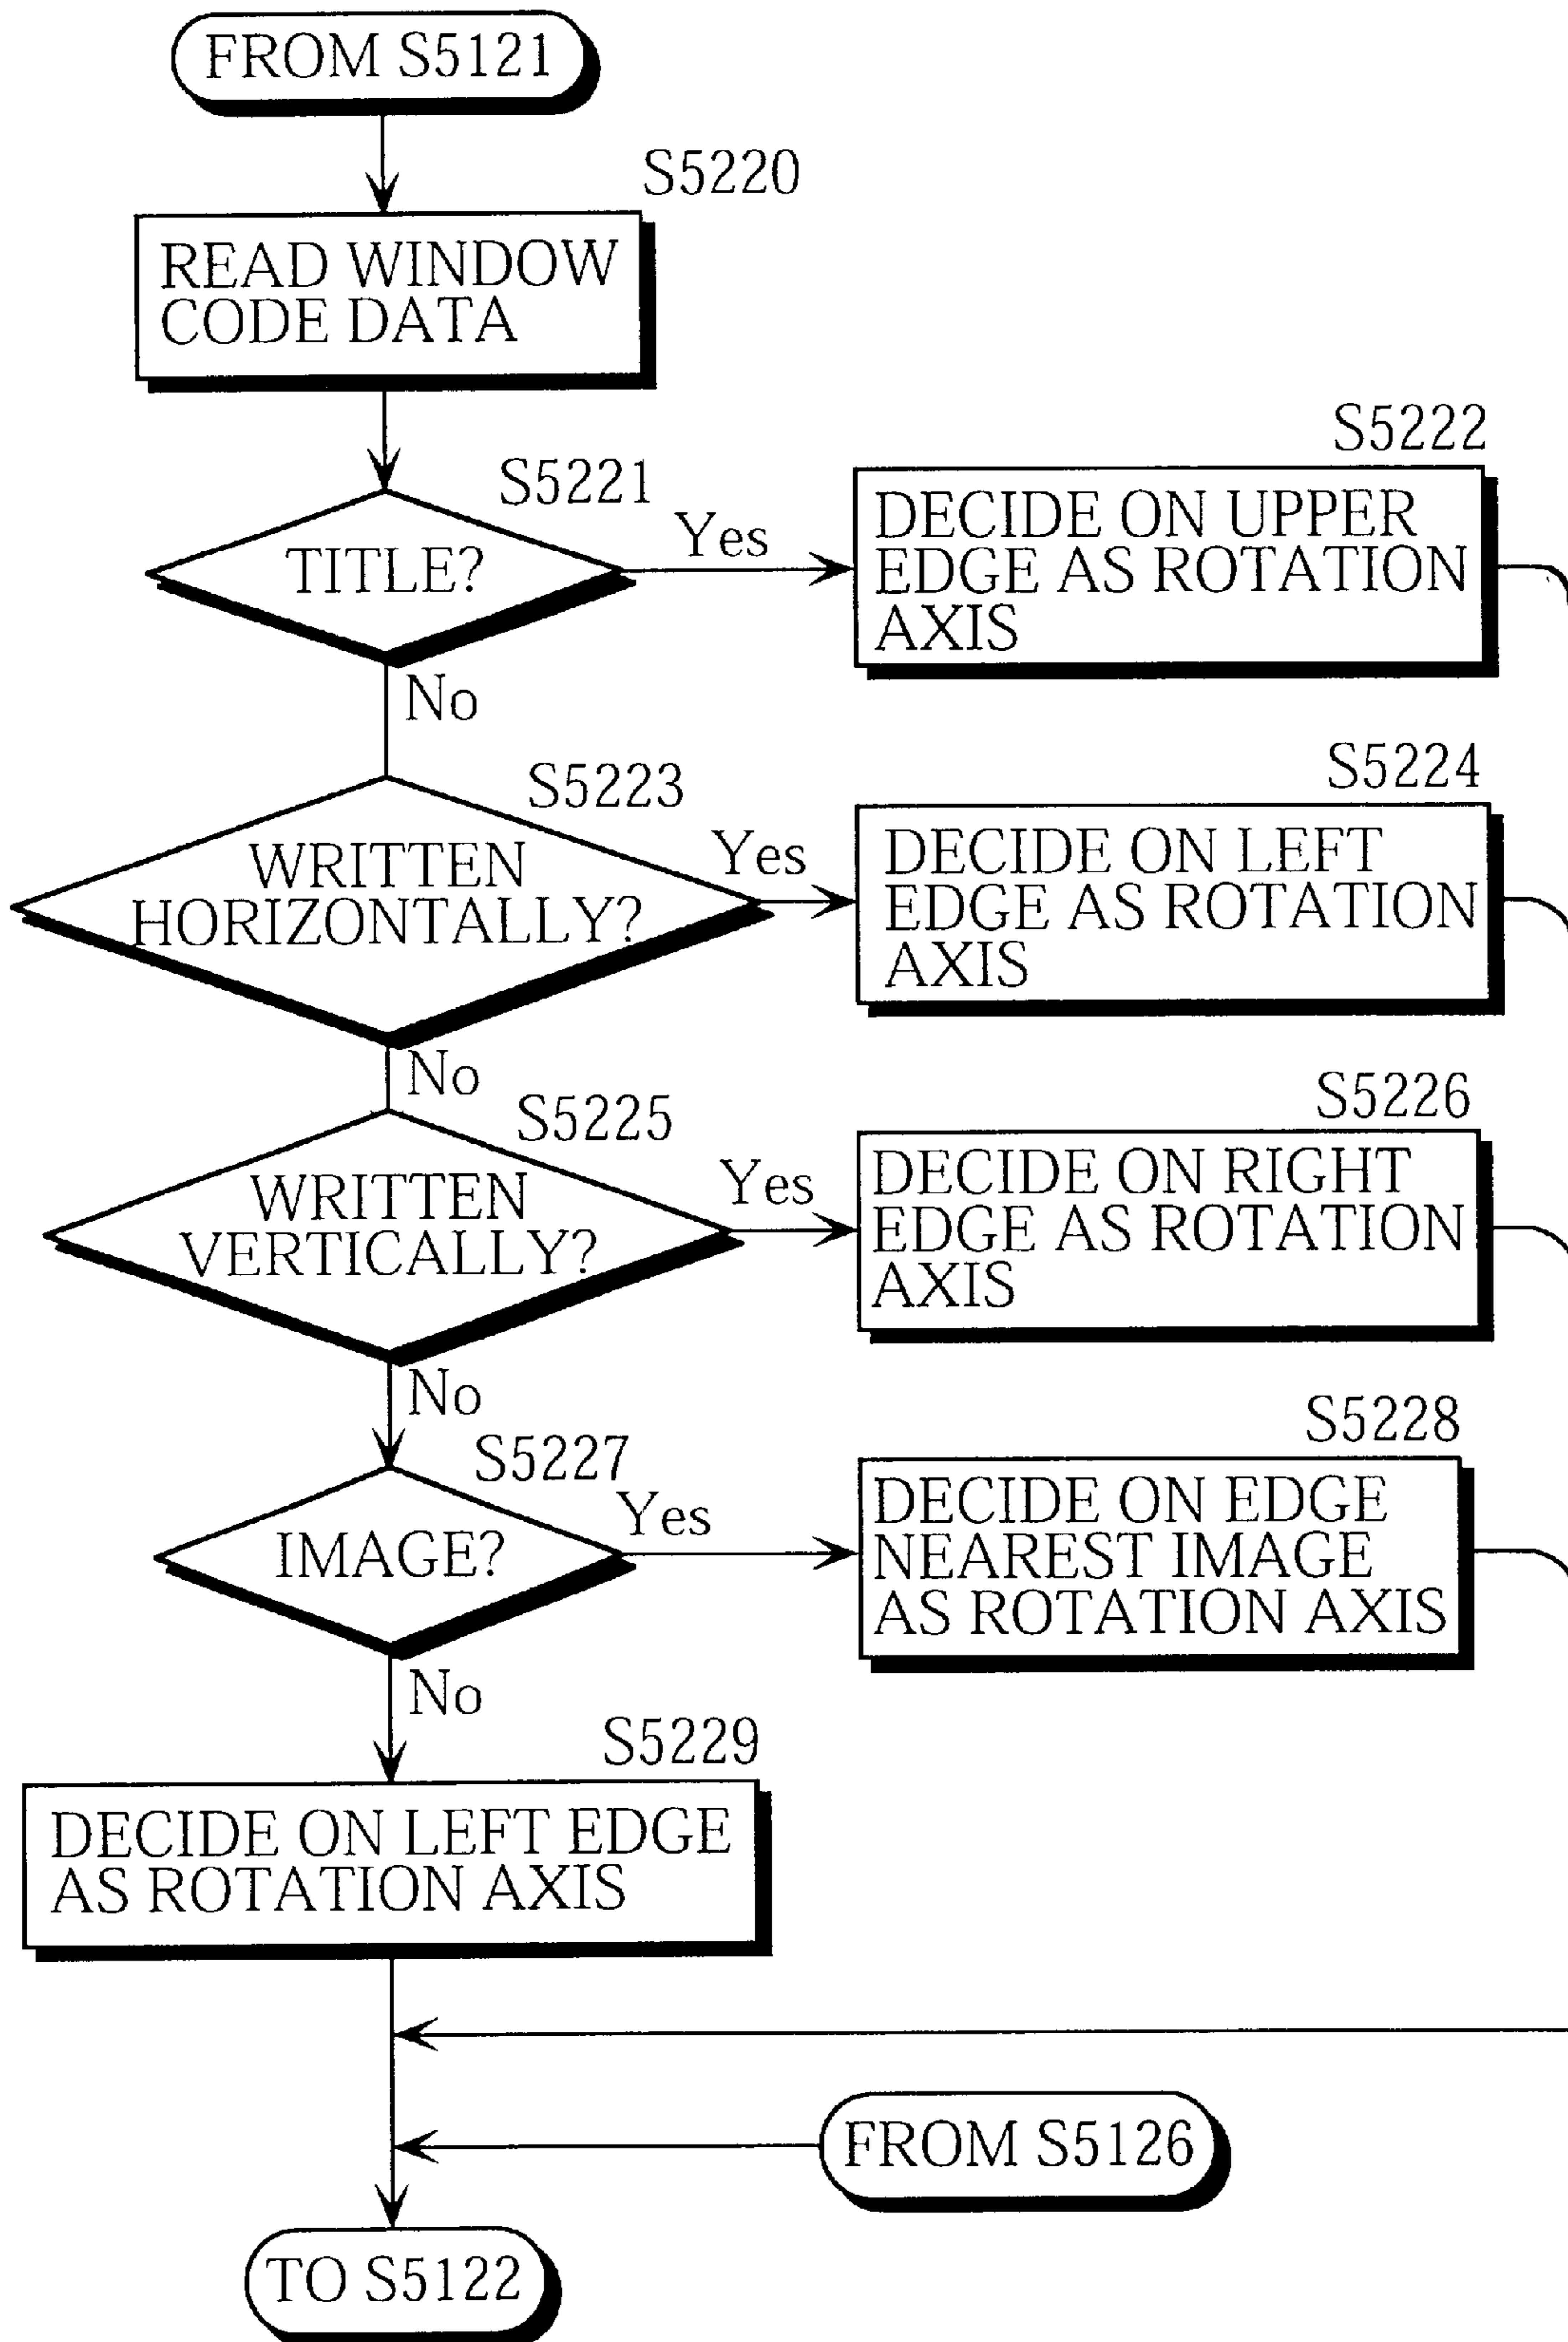 FROM S5121
S5220
READ WINDOW
CODE DATA
S5221
TITLE?
Yes
S5222
DECIDE ON UPPER
EDGE AS ROTATION
AXIS
No
S5223
WRITTEN
HORIZONTALLY?
Yes
S5224
DECIDE ON LEFT
EDGE AS ROTATION
AXIS
No
S5225
WRITTEN
VERTICALLY?
Yes
S5226
DECIDE ON RIGHT
EDGE AS ROTATION
AXIS
No
S5227
IMAGE?
Yes
S5228
DECIDE ON EDGE
NEAREST IMAGE
AS ROTATION AXIS
No
S5229
DECIDE ON LEFT EDGE
AS ROTATION AXIS
FROM S5126
TO S5122